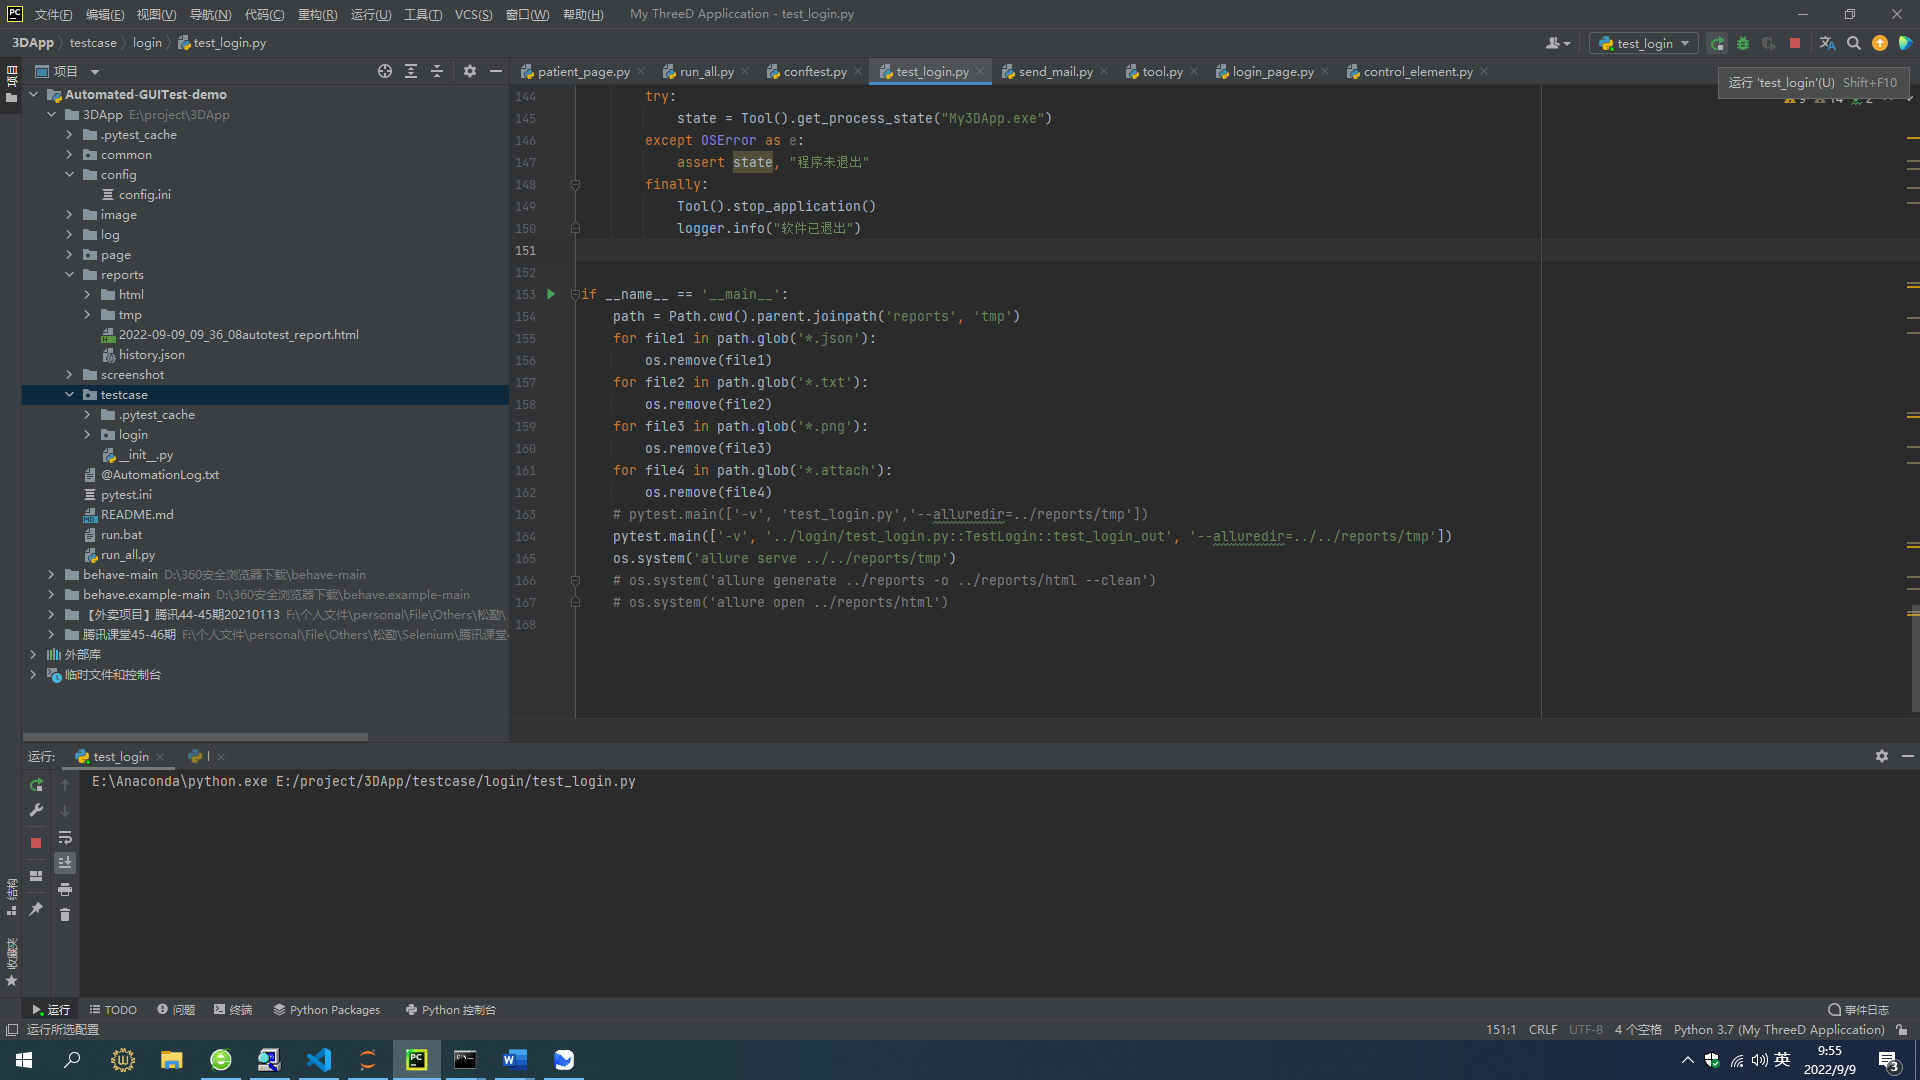 文件(F) 编辑(E) 视图(V) 导航(N) 代码(C) 重构(R) 运行(U) 工具(T) VCS(S) 窗口(W) 帮助(H) My ThreeD Appliccation - test_login.py
3DApp testcase login test_login.py
test_login
项目
项目
patient_page.py run_all.py conftest.py test_login.py send_mail.py tool.py login_page.py control_element.py
运行 'test_login'(U) Shift+F10
Automated-GUITest-demo
3DApp E:\project\3DApp
.pytest_cache
common
config
config.ini
image
log
page
reports
html
tmp
2022-09-09_09_36_08autotest_report.html
history.json
screenshot
testcase
.pytest_cache
login
__init__.py
@AutomationLog.txt
pytest.ini
README.md
run.bat
run_all.py
behave-main D:\360安全浏览器下载\behave-main
behave.example-main D:\360安全浏览器下载\behave.example-main
【外卖项目】腾讯44-45期20210113 F:\个人文件\personal\File\Others\松勤\
腾讯课堂45-46期 F:\个人文件\personal\File\Others\松勤\Selenium\腾讯课堂4
外部库
临时文件和控制台
144 try:
145 state = Tool().get_process_state("My3DApp.exe")
146 except OSError as e:
147 assert state, "程序未退出"
148 finally:
149 Tool().stop_application()
150 logger.info("软件已退出")
151
152
153 if __name__ == '__main__':
154 path = Path.cwd().parent.joinpath('reports', 'tmp')
155 for file1 in path.glob('*.json'):
156 os.remove(file1)
157 for file2 in path.glob('*.txt'):
158 os.remove(file2)
159 for file3 in path.glob('*.png'):
160 os.remove(file3)
161 for file4 in path.glob('*.attach'):
162 os.remove(file4)
163 # pytest.main(['-v', 'test_login.py','--alluredir=../reports/tmp'])
164 pytest.main(['-v', '../login/test_login.py::TestLogin::test_login_out', '--alluredir=../../reports/tmp'])
165 os.system('allure serve ../../reports/tmp')
166 # os.system('allure generate ../reports -o ../reports/html --clean')
167 # os.system('allure open ../reports/html')
168
运行: test_login l
E:\Anaconda\python.exe E:/project/3DApp/testcase/login/test_login.py
结构
收藏夹
运行 TODO 问题 终端 Python Packages Python 控制台 事件日志
运行所选配置 151:1 CRLF UTF-8 4 个空格 Python 3.7 (My ThreeD Appliccation)
英 9:55
2022/9/9
3